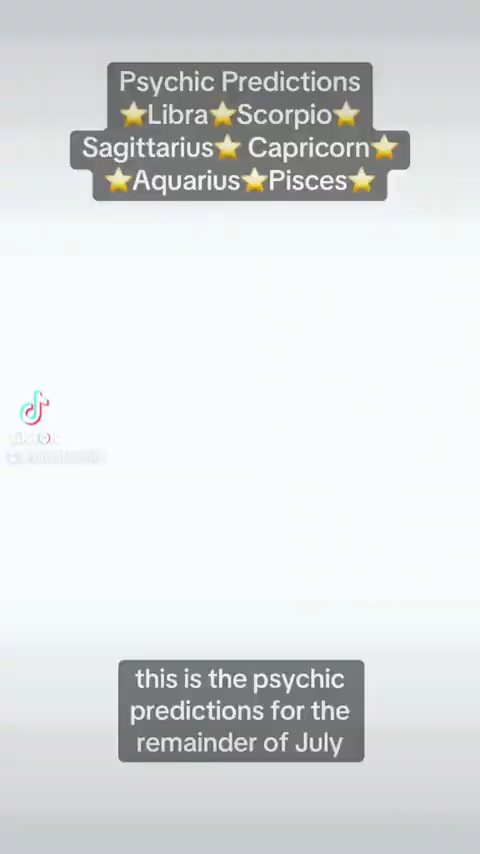 Psychic Predictions
⭐Libra⭐Scorpio⭐
Sagittarius⭐ Capricorn⭐
⭐Aquarius⭐Pisces⭐
this is the psychic
predictions for the
remainder of July